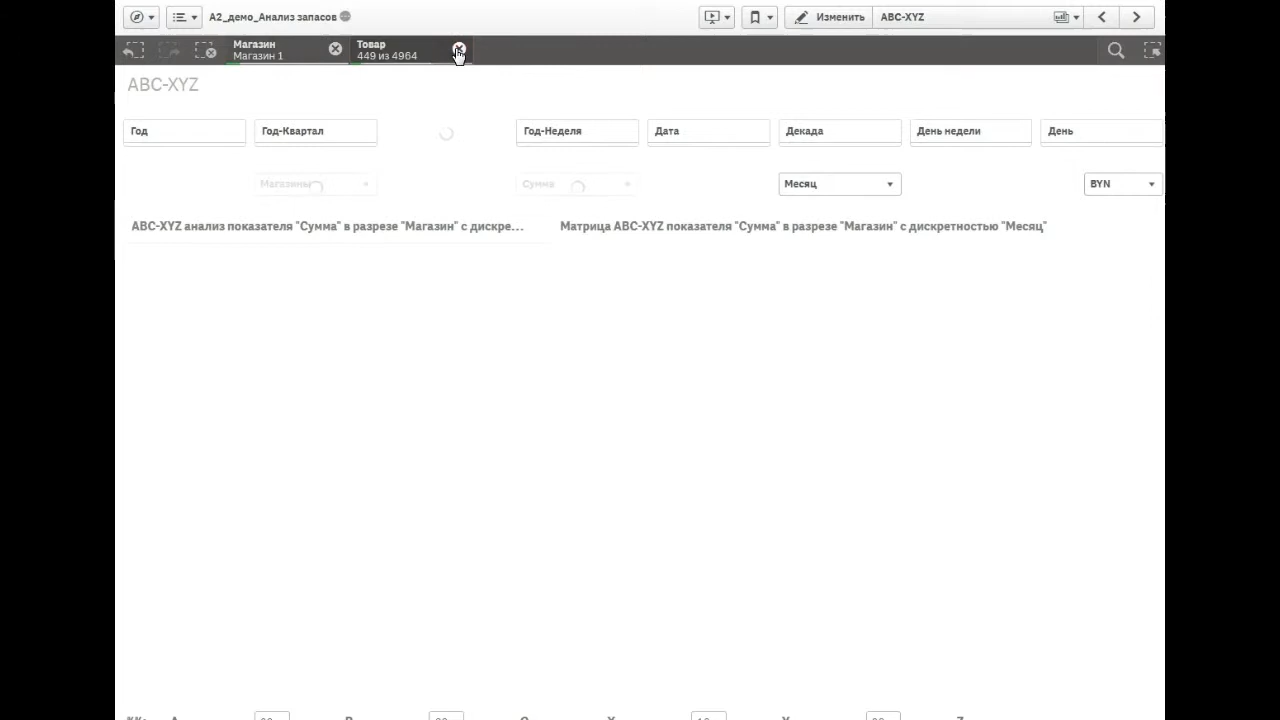 А2_демо_Анализ запасов
Изменить
ABC-XYZ
Магазин
Магазин 1
Товар
449 из 4964
ABC-XYZ
Год
Год-Квартал
Год-Неделя
Дата
Декада
День недели
День
Магазины
Сумма
Месяц
BYN
ABC-XYZ анализ показателя "Сумма" в разрезе "Магазин" с дискре...
Матрица ABC-XYZ показателя "Сумма" в разрезе "Магазин" с дискретностью "Месяц"